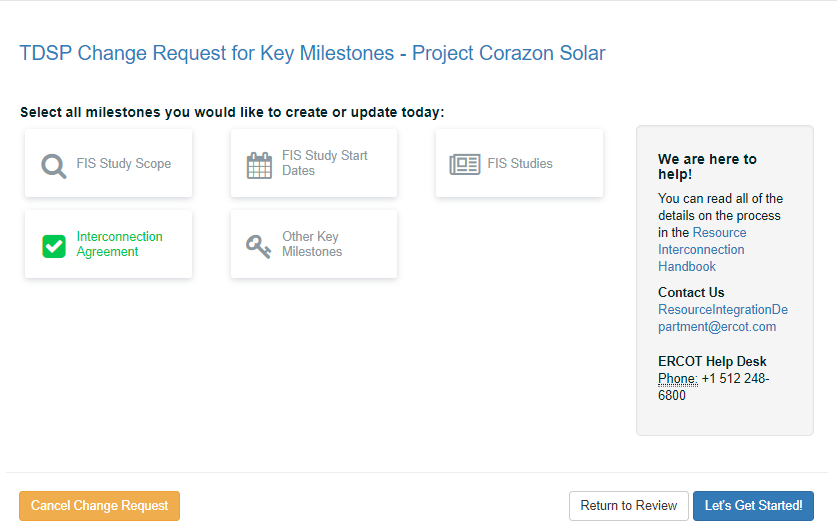 TDSP Change Request for Key Milestones - Project Corazon Solar
Select all milestones you would like to create or update today:
FIS Study Scope
FIS Study Start
Dates
FIS Studies
Interconnection
Agreement
Other Key
Milestones
We are here to
help!
You can read all of the
details on the process
in the Resource
Interconnection
Handbook
Contact Us
ResourceIntegrationDe
partment@ercot.com
ERCOT Help Desk
Phone: +1 512 248-
6800
Cancel Change Request
Return to Review
Let's Get Started!